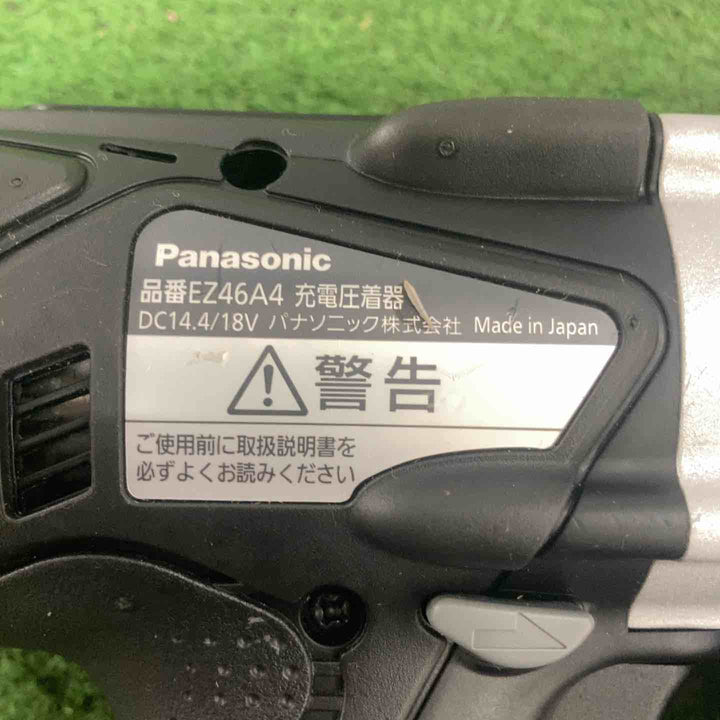 Panasonic
品番EZ46A4 充電圧着器
DC14.4/18V パナソニック株式会社 Made in Japan
警告
ご使用前に取扱説明書を
必ずよくお読みください